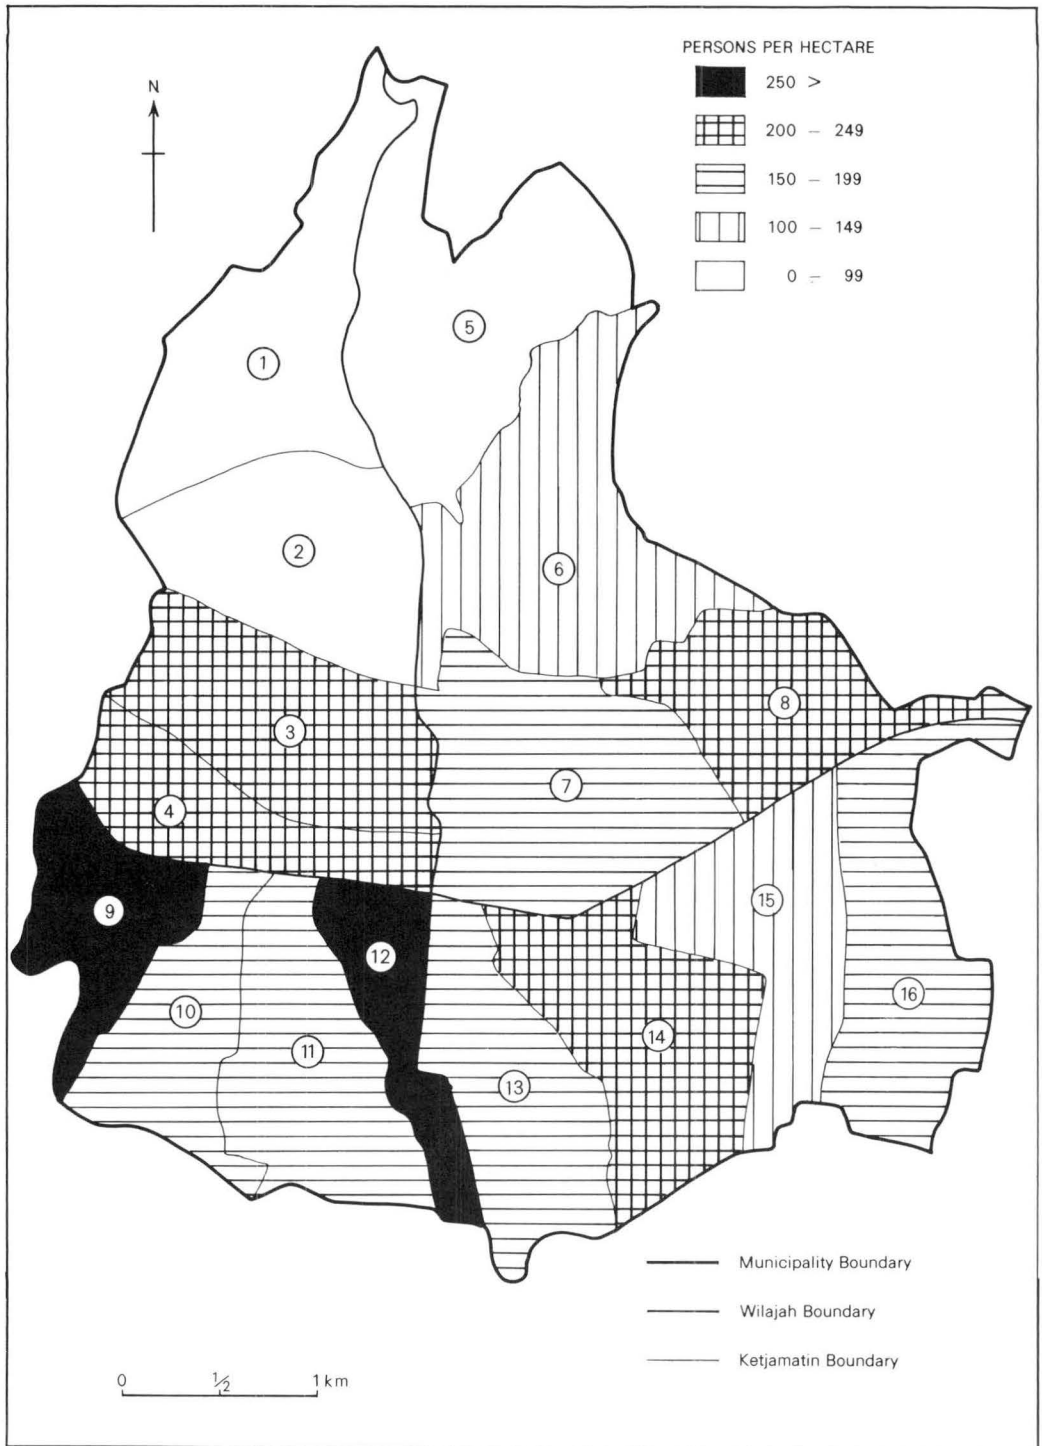 PERSONS PER HECTARE
N
250 >
200 – 249
150 – 199
100 – 149
0 – 99
5
1
2
6
8
3
7
4
15
9
12
16
10
14
11
13
Municipality Boundary
Wilajah Boundary
Ketjamatin Boundary
0 ½ 1 km